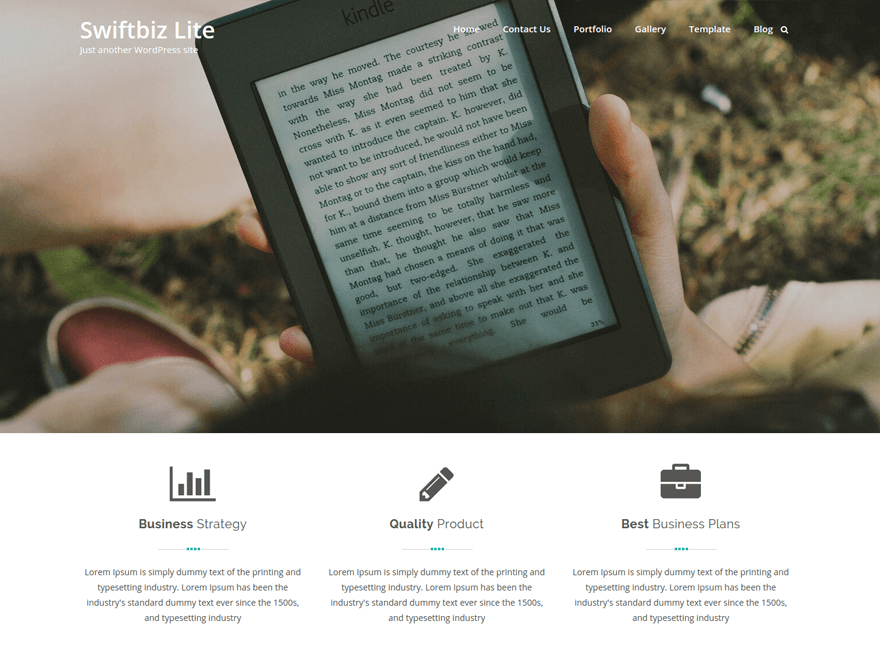 Swiftbiz Lite
Just another WordPress site
Home Contact Us Portfolio Gallery Template Blog
kindle
in the way he moved. The courtesy he showed
towards Miss Montag made a striking contrast
with the way she had been treated by K.
Nonetheless, Miss Montag did not seem to be
cross with K. as it even seemed to him that she
wanted to introduce the captain. K. however, did
not want to be introduced, he would not have been
able to show any sort of friendliness either to Miss
Montag or to the captain, the kiss on the hand had,
for K., bound them into a group which would keep
him at a distance from Miss Bürstner whilst at the
same time seeming to be totally harmless and
unselfish. K. thought, however, that he saw more
than that, he thought he also saw that Miss
Montag had chosen a means of doing it that was
good, but two-edged. She exaggerated the
importance of the relationship between K. and
Miss Bürstner, and above all she exaggerated the
importance of asking to speak with her and she
tried at the same time to make out that K. was
everything. She would be
33%
Business Strategy
Lorem Ipsum is simply dummy text of the printing and
typesetting industry. Lorem Ipsum has been the
industry's standard dummy text ever since the 1500s,
and typesetting industry
Quality Product
Lorem Ipsum is simply dummy text of the printing and
typesetting industry. Lorem Ipsum has been the
industry's standard dummy text ever since the 1500s,
and typesetting industry
Best Business Plans
Lorem Ipsum is simply dummy text of the printing and
typesetting industry. Lorem Ipsum has been the
industry's standard dummy text ever since the 1500s,
and typesetting industry